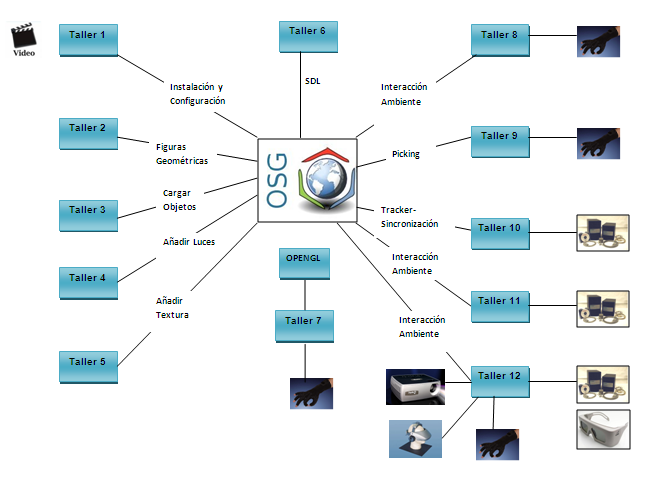 Video
Taller 1
Instalación y
Configuración
Taller 2
Figuras
Geométricas
Taller 3
Cargar
Objetos
Taller 4
Añadir Luces
Taller 5
Añadir
Textura
Taller 6
SDL
OSG
OPENGL
Taller 7
Taller 8
Interacción
Ambiente
Taller 9
Picking
Taller 10
Tracker-
Sincronización
Taller 11
Interacción
Ambiente
Taller 12
Interacción
Ambiente